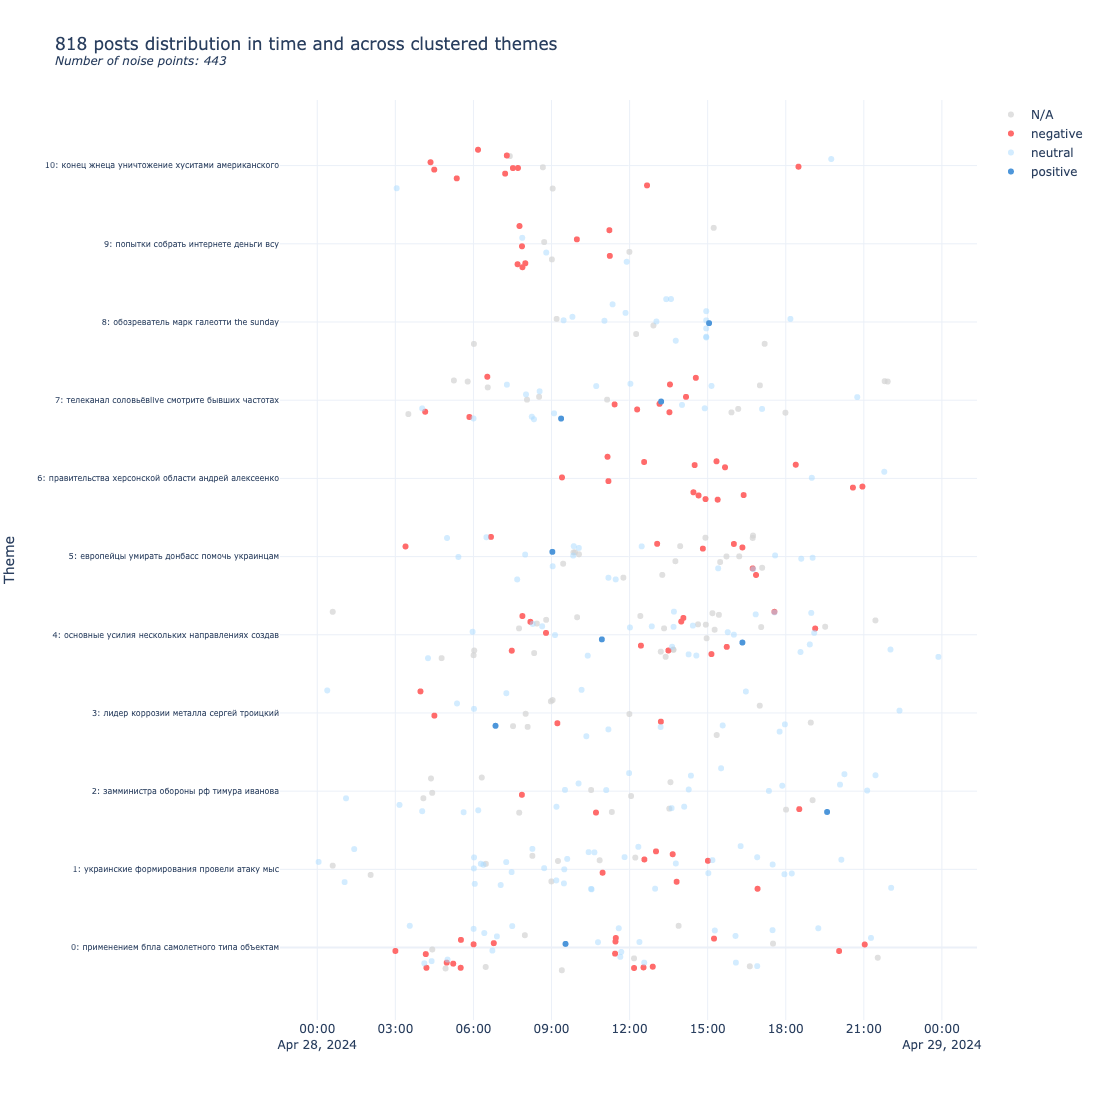 818 posts distribution in time and across clustered themes
Number of noise points: 443
N/A
negative
neutral
positive
Theme
10: конец жнеца уничтожение хуситами американского
9: попытки собрать интернете деньги всу
8: обозреватель марк галеотти the sunday
7: телеканал соловьёвlive смотрите бывших частотах
6: правительства херсонской области андрей алексеенко
5: европейцы умирать донбасс помочь украинцам
4: основные усилия нескольких направлениях создав
3: лидер коррозии металла сергей троицкий
2: замминистра обороны рф тимура иванова
1: украинские формирования провели атаку мыс
0: применением бпла самолетного типа объектам
00:00 03:00 06:00 09:00 12:00 15:00 18:00 21:00 00:00
Apr 28, 2024 Apr 29, 2024